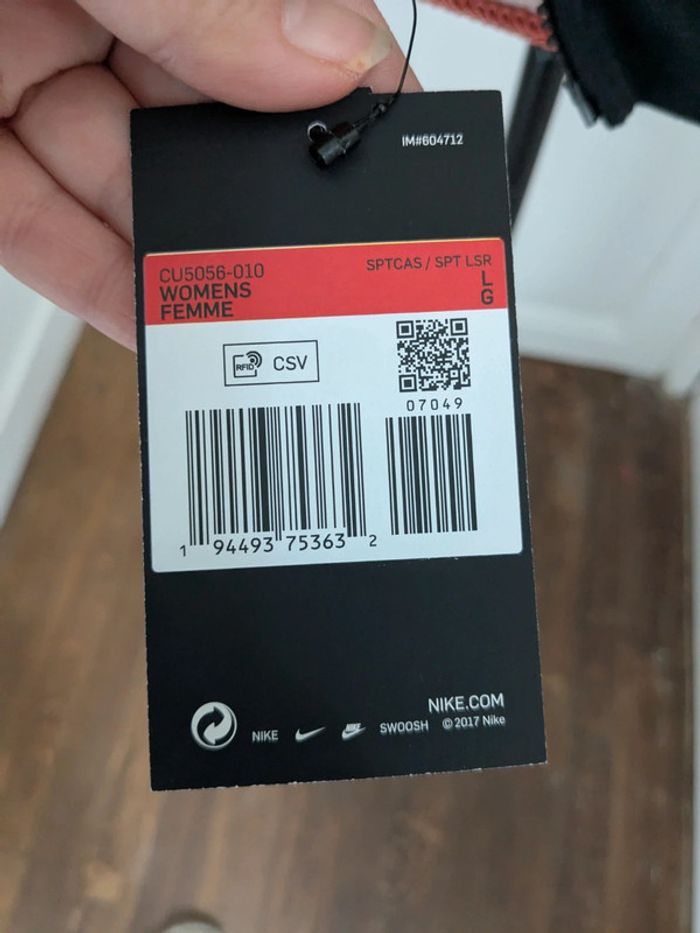 IM#604712
CU5056-010
SPTCAS / SPT LSR
WOMENS
FEMME
L
G
RFID CSV
07049
1 94493 75363 2
NIKE.COM
NIKE NIKE SWOOSH © 2017 Nike